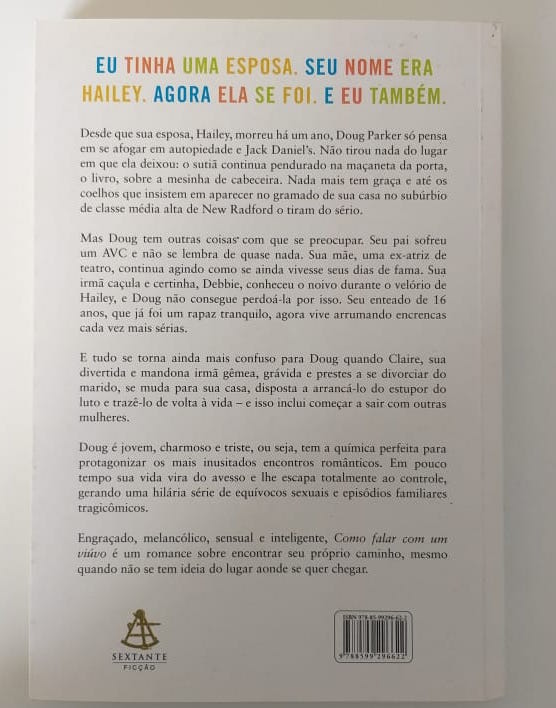 EU TINHA UMA ESPOSA. SEU NOME ERA
HAILEY. AGORA ELA SE FOI. E EU TAMBÉM.
Desde que sua esposa, Hailey, morreu há um ano, Doug Parker só pensa
em se afogar em autopiedade e Jack Daniel's. Não tirou nada do lugar
em que ela deixou: o sutiã continua pendurado na maçaneta da porta,
o livro, sobre a mesinha de cabeceira. Nada mais tem graça e até os
coelhos que insistem em aparecer no gramado de sua casa no subúrbio
de classe média alta de New Radford o tiram do sério.
Mas Doug tem outras coisas com que se preocupar. Seu pai sofreu
um AVC e não se lembra de quase nada. Sua mãe, uma ex-atriz de
teatro, continua agindo como se ainda vivesse seus dias de fama. Sua
irmã caçula e certinha, Debbie, conheceu o noivo durante o velório de
Hailey, e Doug não consegue perdoá-la por isso. Seu enteado de 16
anos, que já foi um rapaz tranquilo, agora vive arrumando encrencas
cada vez mais sérias.
E tudo se torna ainda mais confuso para Doug quando Claire, sua
divertida e mandona irmã gêmea, grávida e prestes a se divorciar do
marido, se muda para sua casa, disposta a arrancá-lo do estupor do
luto e trazê-lo de volta à vida – e isso inclui começar a sair com outras
mulheres.
Doug é jovem, charmoso e triste, ou seja, tem a química perfeita para
protagonizar os mais inusitados encontros românticos. Em pouco
tempo sua vida vira do avesso e lhe escapa totalmente ao controle,
gerando uma hilária série de equívocos sexuais e episódios familiares
tragicômicos.
Engraçado, melancólico, sensual e inteligente, Como falar com um
viúvo é um romance sobre encontrar seu próprio caminho, mesmo
quando não se tem ideia do lugar aonde se quer chegar.
SEXTANTE
FICÇÃO
ISBN 978-85-99296-62-2
9788599296622